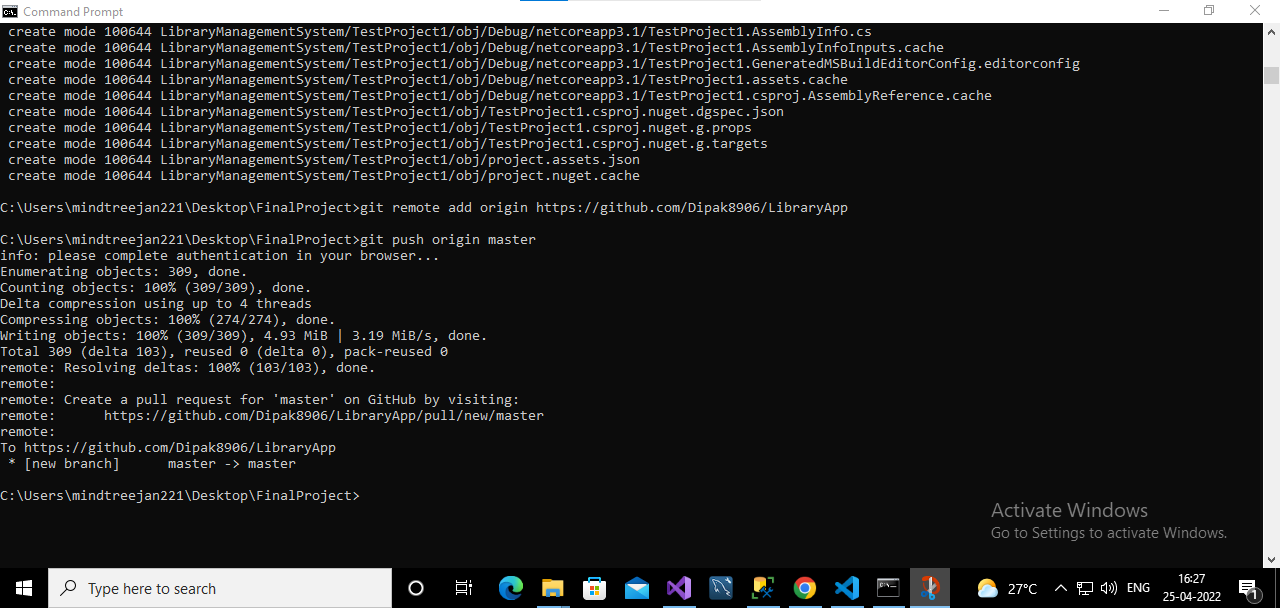 Command Prompt
create mode 100644 LibraryManagementSystem/TestProject1/obj/Debug/netcoreapp3.1/TestProject1.AssemblyInfo.cs
create mode 100644 LibraryManagementSystem/TestProject1/obj/Debug/netcoreapp3.1/TestProject1.AssemblyInfoInputs.cache
create mode 100644 LibraryManagementSystem/TestProject1/obj/Debug/netcoreapp3.1/TestProject1.GeneratedMSBuildEditorConfig.editorconfig
create mode 100644 LibraryManagementSystem/TestProject1/obj/Debug/netcoreapp3.1/TestProject1.assets.cache
create mode 100644 LibraryManagementSystem/TestProject1/obj/Debug/netcoreapp3.1/TestProject1.csproj.AssemblyReference.cache
create mode 100644 LibraryManagementSystem/TestProject1/obj/TestProject1.csproj.nuget.dgspec.json
create mode 100644 LibraryManagementSystem/TestProject1/obj/TestProject1.csproj.nuget.g.props
create mode 100644 LibraryManagementSystem/TestProject1/obj/TestProject1.csproj.nuget.g.targets
create mode 100644 LibraryManagementSystem/TestProject1/obj/project.assets.json
create mode 100644 LibraryManagementSystem/TestProject1/obj/project.nuget.cache
C:\Users\mindtreejan221\Desktop\FinalProject>git remote add origin https://github.com/Dipak8906/LibraryApp
C:\Users\mindtreejan221\Desktop\FinalProject>git push origin master
info: please complete authentication in your browser...
Enumerating objects: 309, done.
Counting objects: 100% (309/309), done.
Delta compression using up to 4 threads
Compressing objects: 100% (274/274), done.
Writing objects: 100% (309/309), 4.93 MiB | 3.19 MiB/s, done.
Total 309 (delta 103), reused 0 (delta 0), pack-reused 0
remote: Resolving deltas: 100% (103/103), done.
remote:
remote: Create a pull request for 'master' on GitHub by visiting:
remote:      https://github.com/Dipak8906/LibraryApp/pull/new/master
remote:
To https://github.com/Dipak8906/LibraryApp
* [new branch]      master -> master
C:\Users\mindtreejan221\Desktop\FinalProject>
Activate Windows
Go to Settings to activate Windows.
Type here to search
27°C
ENG
16:27
25-04-2022
1